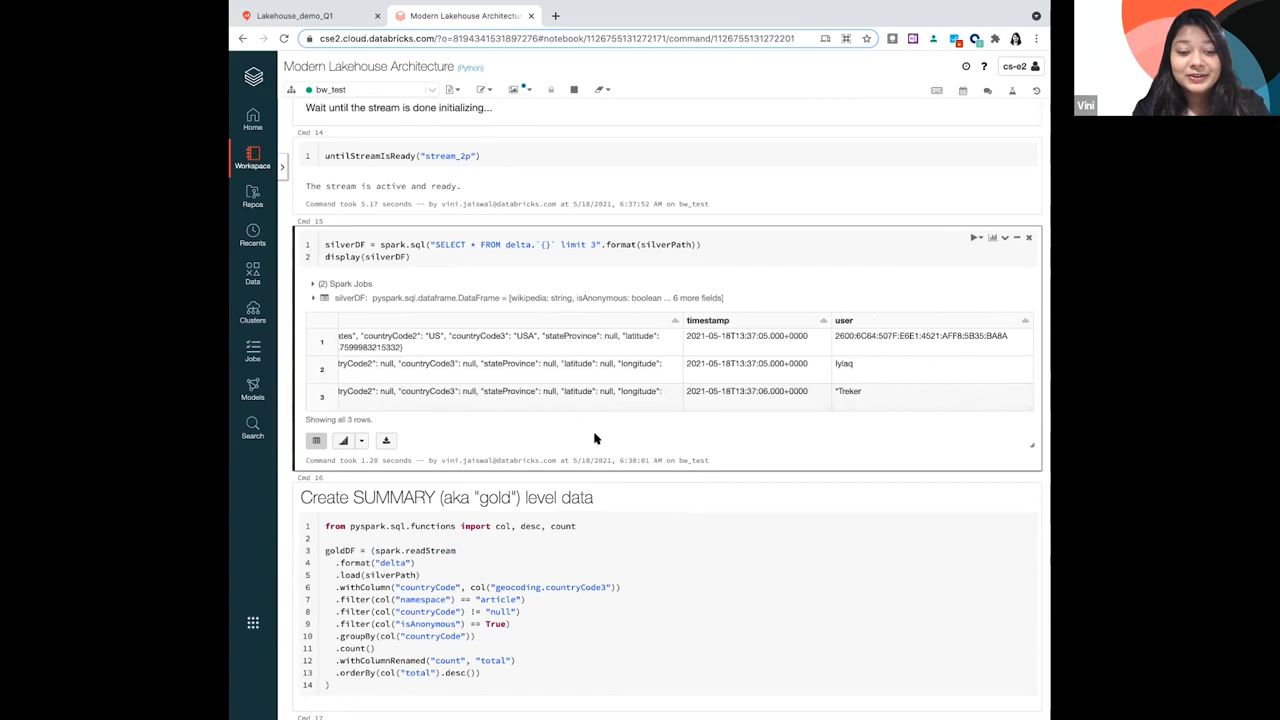 Lakehouse_demo_Q1
Modern Lakehouse Architecture
cse2.cloud.databricks.com/?o=8194341531897276#notebook/1126755131272171/command/1126755131272201
Modern Lakehouse Architecture (Python)
cs-e2
bw_test
Home
Workspace
Repos
Recents
Data
Clusters
Jobs
Models
Search
Wait until the stream is done initializing...
Cmd 14
1 untilStreamIsReady("stream_2p")
The stream is active and ready.
Command took 5.17 seconds -- by vini.jaiswal@databricks.com at 5/18/2021, 6:37:52 AM on bw_test
Cmd 15
1 silverDF = spark.sql("SELECT * FROM delta.`{}` limit 3".format(silverPath))
2 display(silverDF)
(2) Spark Jobs
silverDF: pyspark.sql.dataframe.DataFrame = [wikipedia: string, isAnonymous: boolean ... 6 more fields]
timestamp user
1 ates", "countryCode2": "US", "countryCode3": "USA", "stateProvince": null, "latitude": 2021-05-18T13:37:05.000+0000 2600:6C64:507F:E6E1:4521:AFF8:5B35:BA8A
.7599983215332}
2 tryCode2": null, "countryCode3": null, "stateProvince": null, "latitude": null, "longitude": 2021-05-18T13:37:05.000+0000 Iylaq
3 tryCode2": null, "countryCode3": null, "stateProvince": null, "latitude": null, "longitude": 2021-05-18T13:37:06.000+0000 *Treker
Showing all 3 rows.
Command took 1.20 seconds -- by vini.jaiswal@databricks.com at 5/18/2021, 6:38:01 AM on bw_test
Cmd 16
Create SUMMARY (aka "gold") level data
1 from pyspark.sql.functions import col, desc, count
2
3 goldDF = (spark.readStream
4 .format("delta")
5 .load(silverPath)
6 .withColumn("countryCode", col("geocoding.countryCode3"))
7 .filter(col("namespace") == "article")
8 .filter(col("countryCode") != "null")
9 .filter(col("isAnonymous") == True)
10 .groupBy(col("countryCode"))
11 .count()
12 .withColumnRenamed("count", "total")
13 .orderBy(col("total").desc())
14 )
Cmd 17
Vini